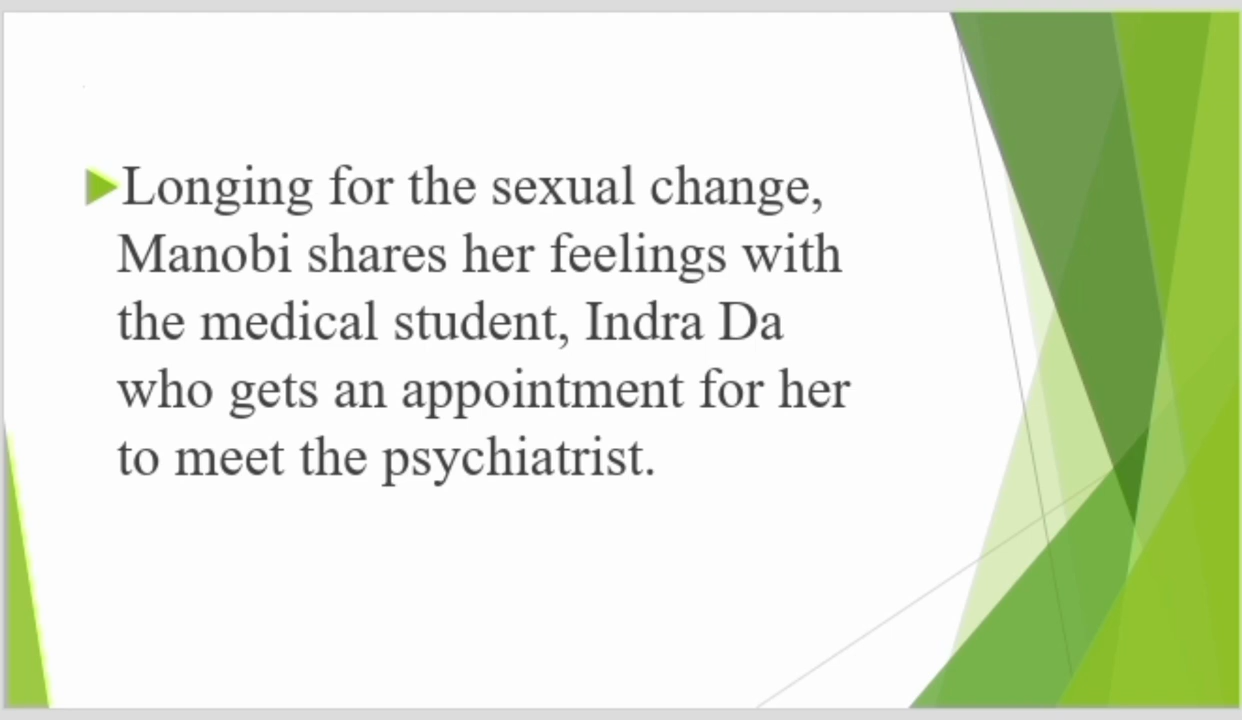 Longing for the sexual change,
Manobi shares her feelings with
the medical student, Indra Da
who gets an appointment for her
to meet the psychiatrist.